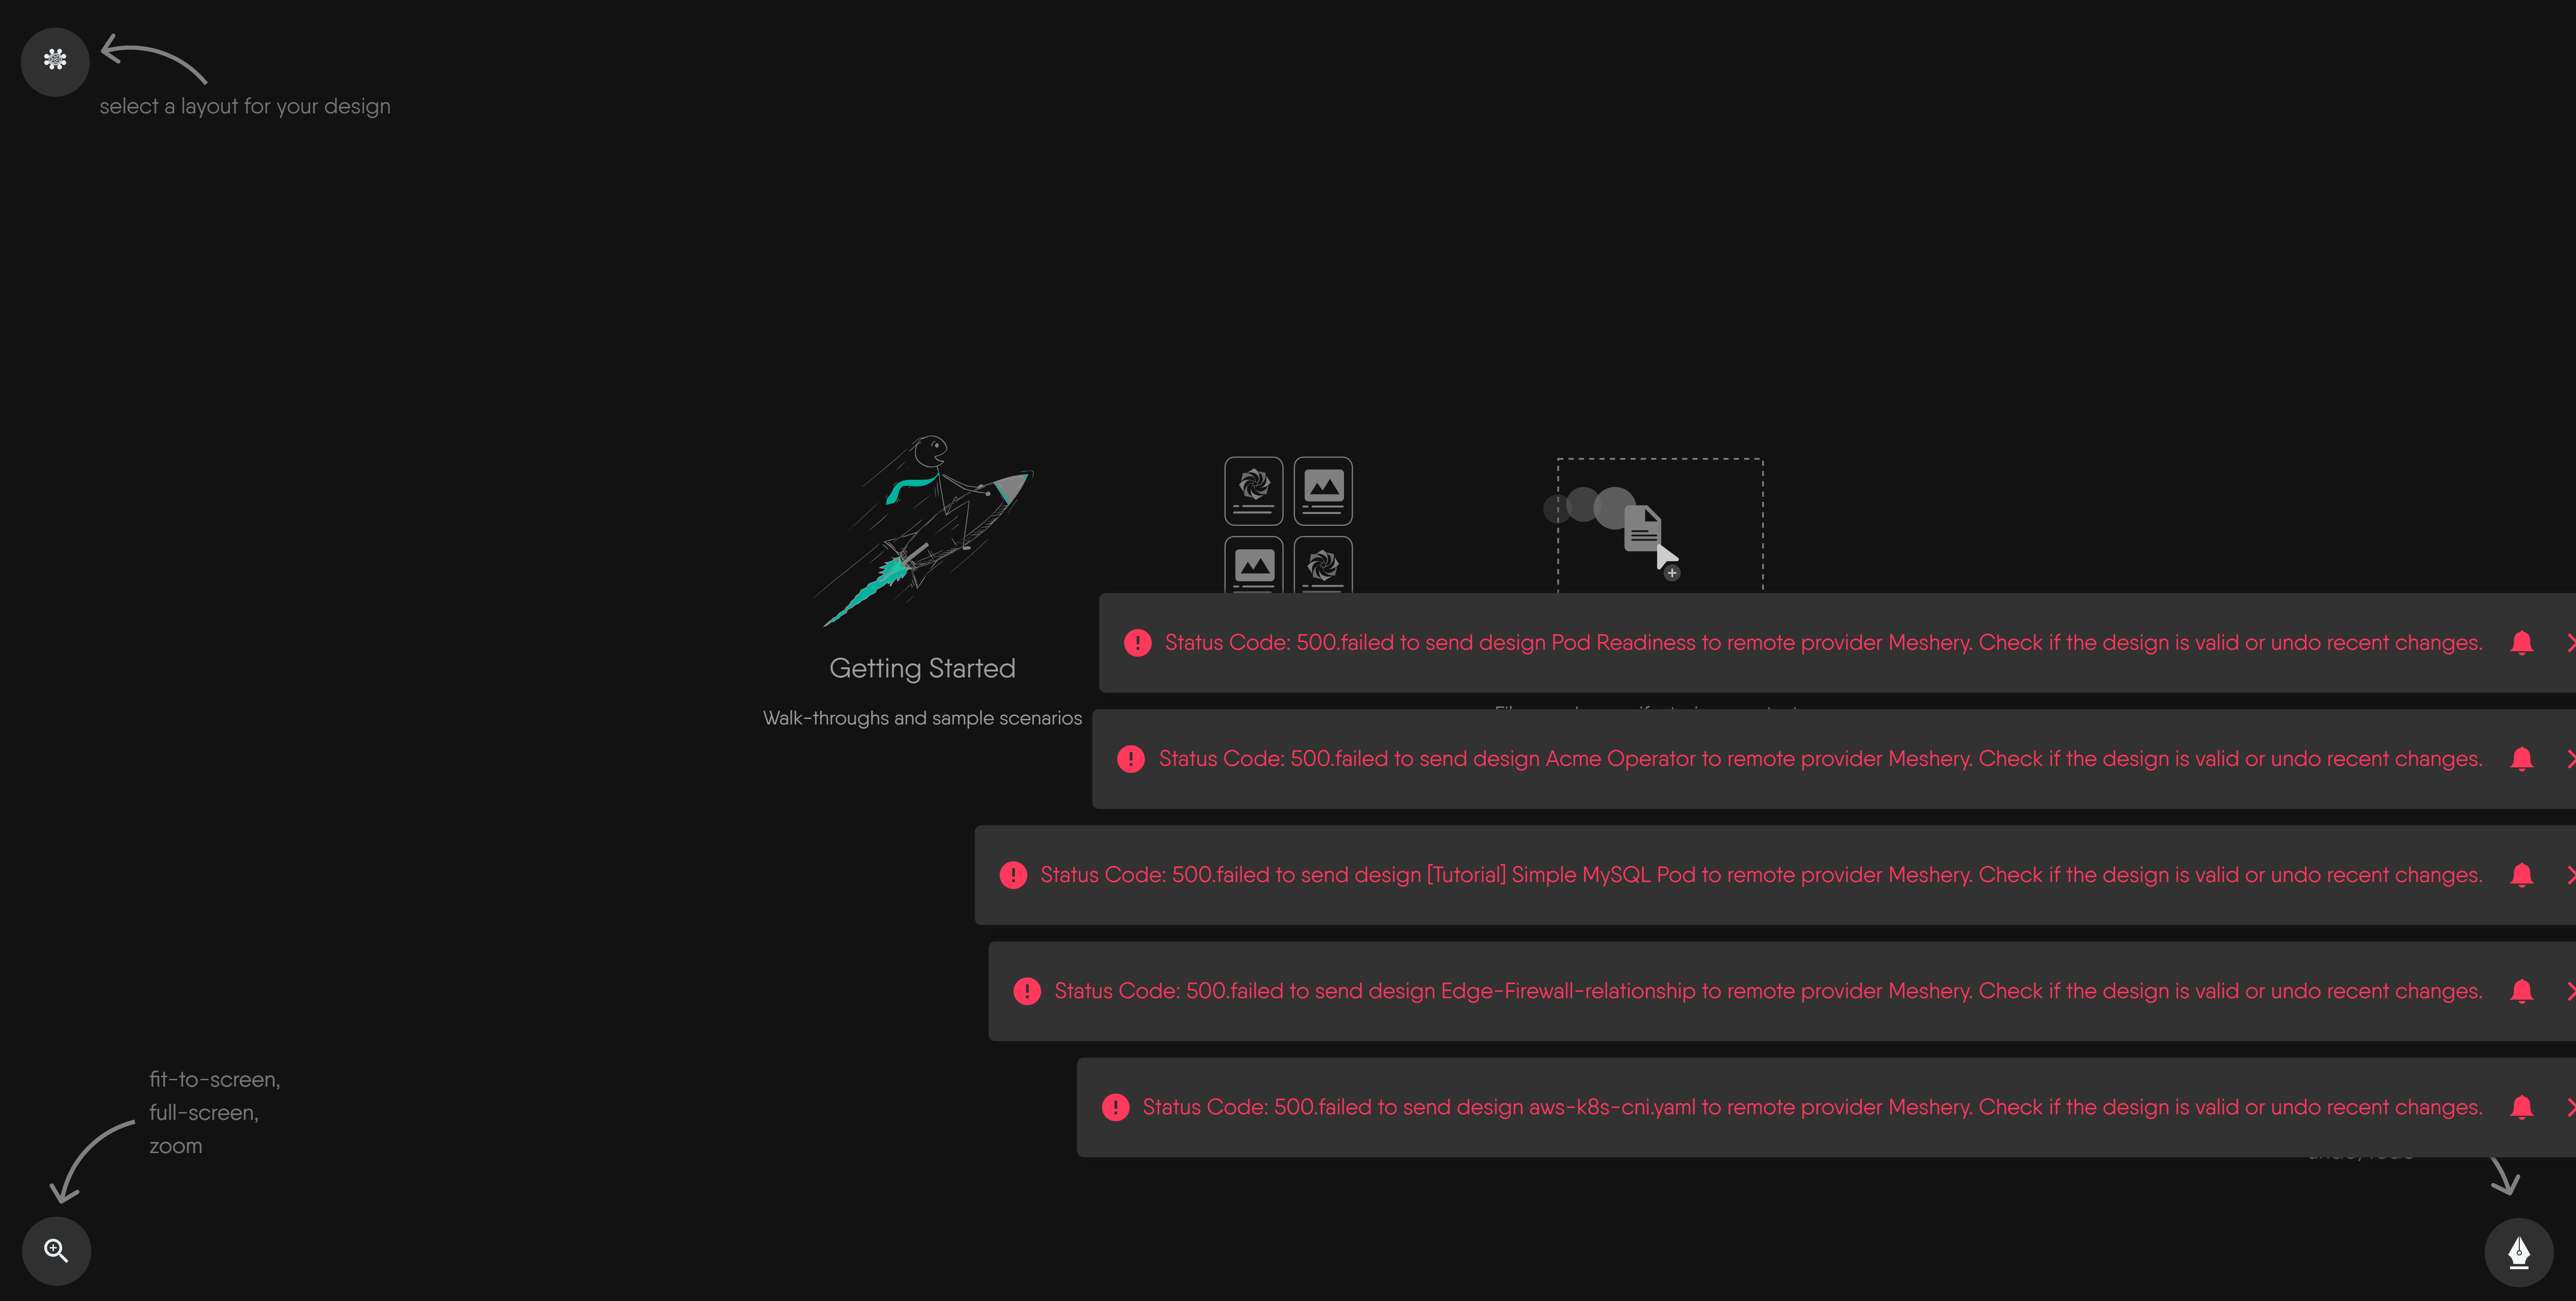 select a layout for your design
Getting Started
Walk-throughs and sample scenarios
Status Code: 500.failed to send design Pod Readiness to remote provider Meshery. Check if the design is valid or undo recent changes.
Status Code: 500.failed to send design Acme Operator to remote provider Meshery. Check if the design is valid or undo recent changes.
Status Code: 500.failed to send design [Tutorial] Simple MySQL Pod to remote provider Meshery. Check if the design is valid or undo recent changes.
Status Code: 500.failed to send design Edge-Firewall-relationship to remote provider Meshery. Check if the design is valid or undo recent changes.
Status Code: 500.failed to send design aws-k8s-cni.yaml to remote provider Meshery. Check if the design is valid or undo recent changes.
fit-to-screen,
full-screen,
zoom